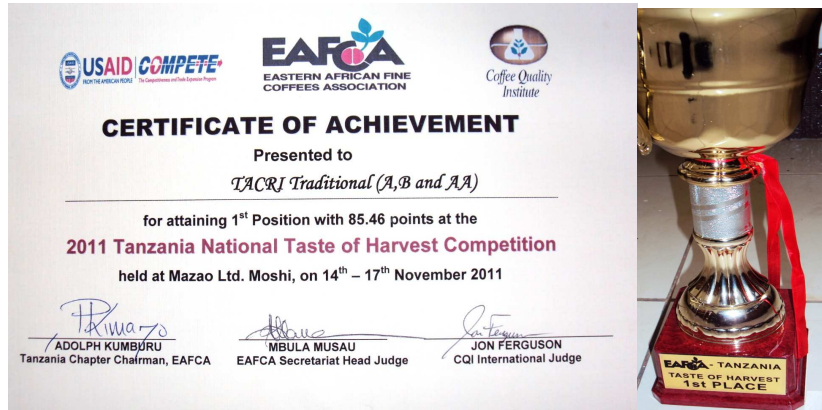 USAID
FROM THE AMERICAN PEOPLE
COMPETE
The Competitiveness and Trade Expansion Program
EAFCA
EASTERN AFRICAN FINE
COFFEES ASSOCIATION
Coffee Quality
Institute
CERTIFICATE OF ACHIEVEMENT
Presented to
TACRI Traditional (A,B and AA)
for attaining 1st Position with 85.46 points at the
2011 Tanzania National Taste of Harvest Competition
held at Mazao Ltd. Moshi, on 14th – 17th November 2011
ADOLPH KUMBURU
Tanzania Chapter Chairman, EAFCA
MBULA MUSAU
EAFCA Secretariat Head Judge
JON FERGUSON
CQI International Judge
EAFCA - TANZANIA
TASTE OF HARVEST
1st PLACE